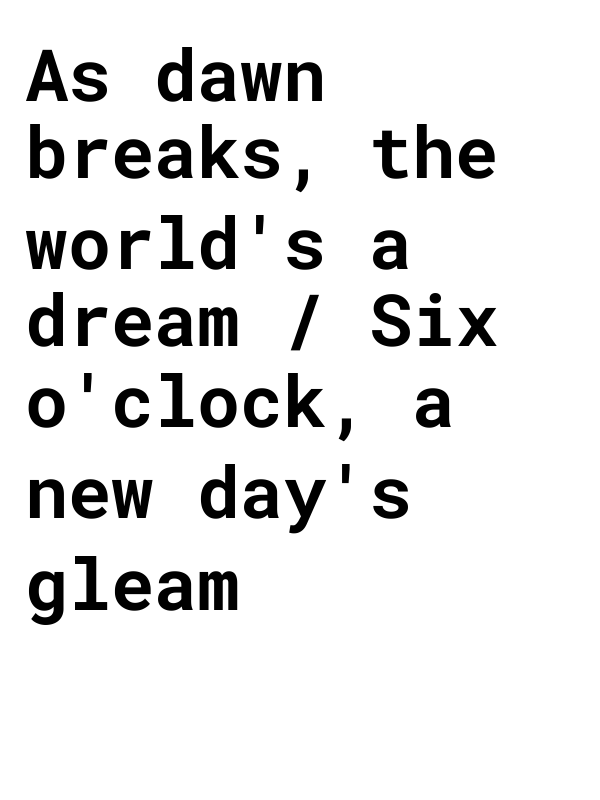 As dawn
breaks, the
world's a
dream / Six
o'clock, a
new day's
gleam